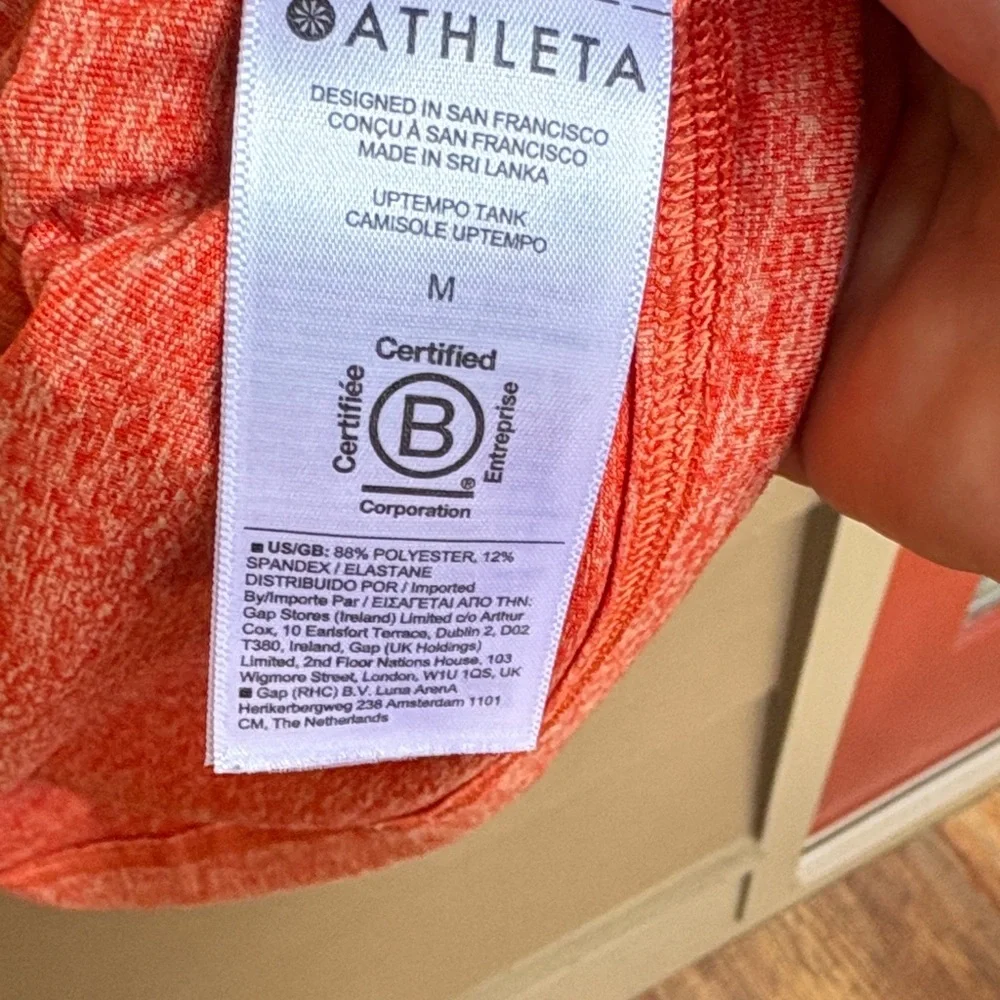 ATHLETA
DESIGNED IN SAN FRANCISCO
CONÇU À SAN FRANCISCO
MADE IN SRI LANKA
UPTEMPO TANK
CAMISOLE UPTEMPO
M
Certified
Certifiée
B
Entreprise
®
Corporation
US/GB: 88% POLYESTER, 12%
SPANDEX / ELASTANE
DISTRIBUIDO POR / Imported
By/Importe Par / ΕΙΣΑΓΕΤΑΙ ΑΠΟ ΤΗΝ:
Gap Stores (Ireland) Limited c/o Arthur
Cox, 10 Earlsfort Terrace, Dublin 2, D02
T380, Ireland, Gap (UK Holdings)
Limited, 2nd Floor Nations House, 103
Wigmore Street, London, W1U 1QS, UK
Gap (RHC) B.V. Luna ArenA
Herikerbergweg 238 Amsterdam 1101
CM, The Netherlands